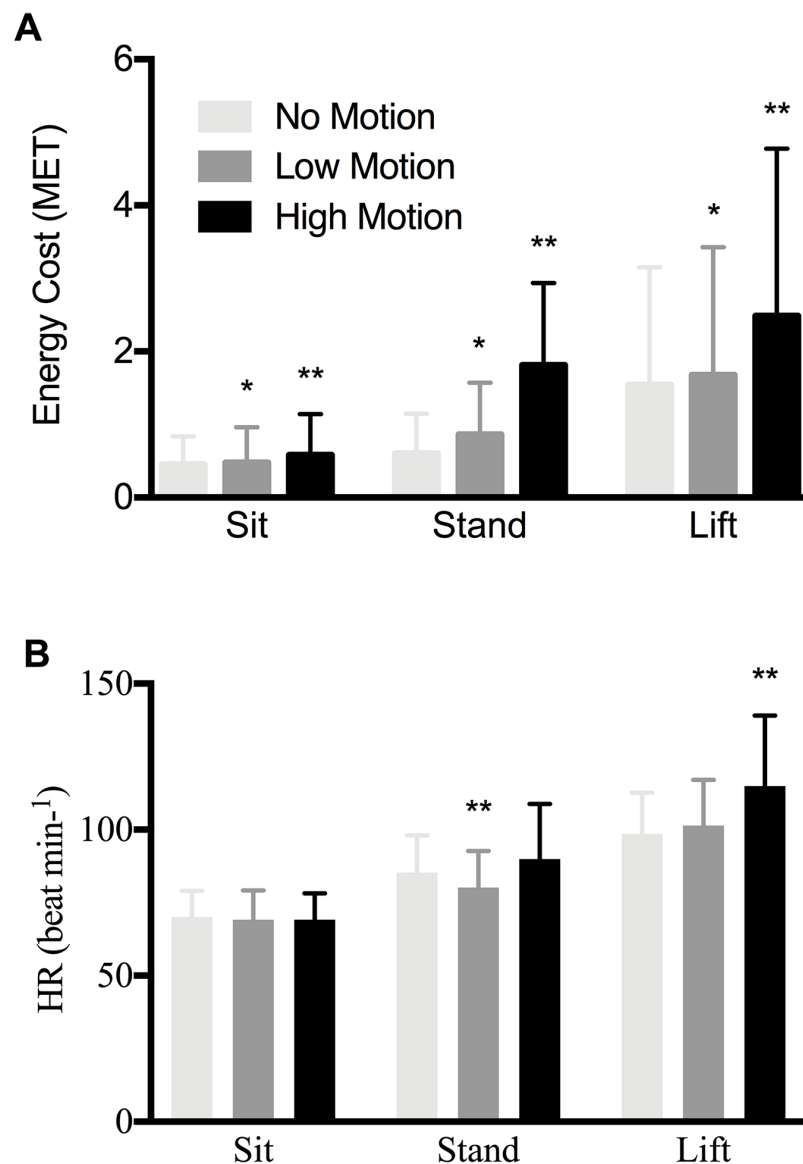 A
6
4
2
0
Energy Cost (MET)
No Motion
Low Motion
High Motion
* **
* **
* **
Sit Stand Lift
B
150
100
50
0
HR (beat min-1)
**
**
Sit Stand Lift